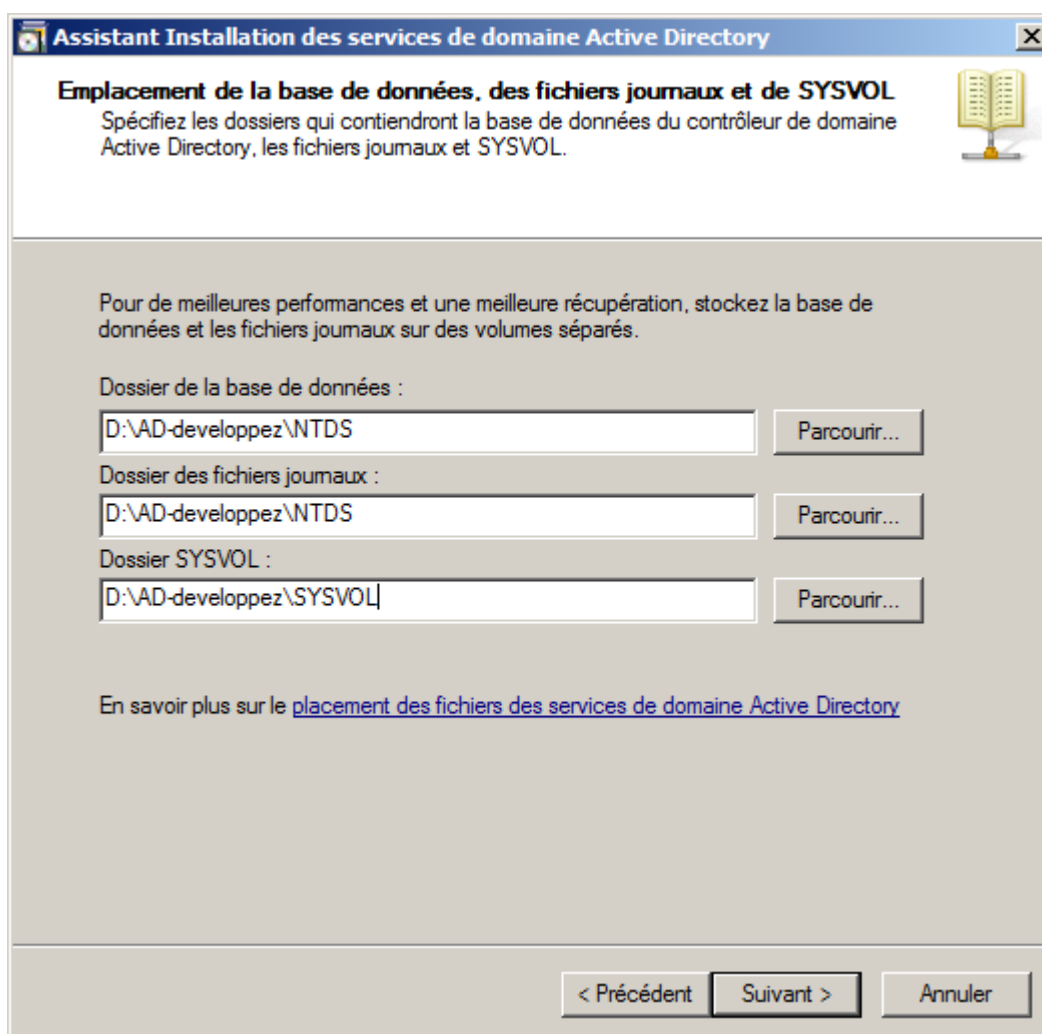 Assistant Installation des services de domaine Active Directory
Emplacement de la base de données, des fichiers journaux et de SYSVOL
Spécifiez les dossiers qui contiendront la base de données du contrôleur de domaine
Active Directory, les fichiers journaux et SYSVOL.
Pour de meilleures performances et une meilleure récupération, stockez la base de
données et les fichiers journaux sur des volumes séparés.
Dossier de la base de données :
D:\AD-developpez\NTDS
Parcourir...
Dossier des fichiers journaux :
D:\AD-developpez\NTDS
Parcourir...
Dossier SYSVOL :
D:\AD-developpez\SYSVOL
Parcourir...
En savoir plus sur le placement des fichiers des services de domaine Active Directory
< Précédent
Suivant >
Annuler